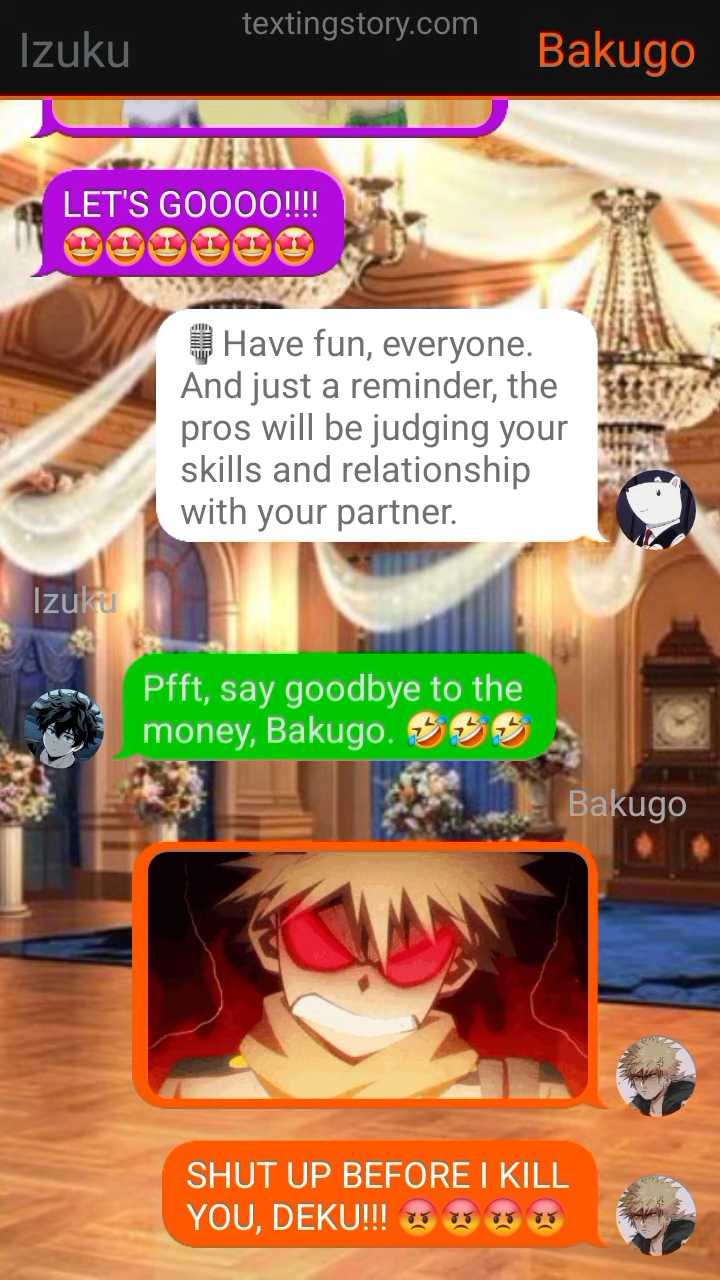 textingstory.com
Izuku
Bakugo
LET'S GOOOO!!!!
🤩🤩🤩🤩🤩🤩
🎙Have fun, everyone.
And just a reminder, the
pros will be judging your
skills and relationship
with your partner.
Izuku
Pfft, say goodbye to the
money, Bakugo. 🤣🤣🤣
Bakugo
SHUT UP BEFORE I KILL
YOU, DEKU!!! 😡😡😡😡